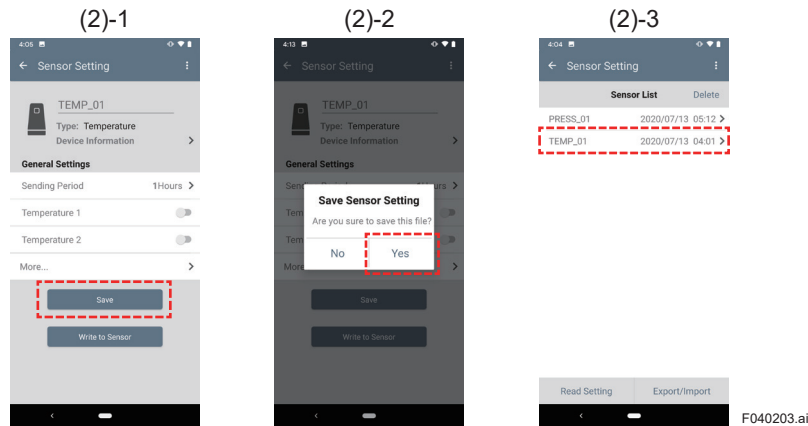 (2)-1
4:05
Sensor Setting
TEMP_01
Type: Temperature
Device Information
General Settings
Sending Period 1Hours
Temperature 1
Temperature 2
More...
Save
Write to Sensor
(2)-2
4:13
Sensor Setting
TEMP_01
Type: Temperature
Device Information
General Settings
Save Sensor Setting
Are you sure to save this file?
No Yes
More
Save
Write to Sensor
(2)-3
4:04
Sensor Setting
Sensor List Delete
PRESS_01 2020/07/13 05:12
TEMP_01 2020/07/13 04:01
Read Setting Export/Import
F040203.ai